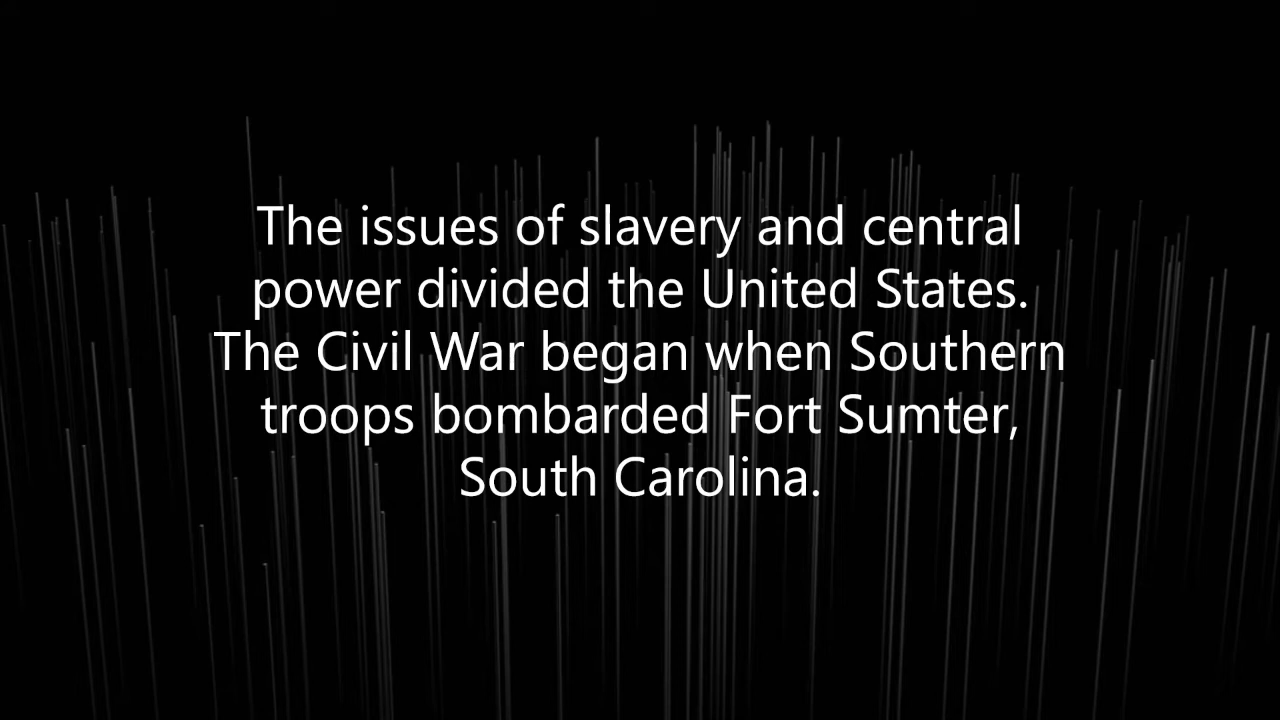 The issues of slavery and central
power divided the United States.
The Civil War began when Southern
troops bombarded Fort Sumter,
South Carolina.